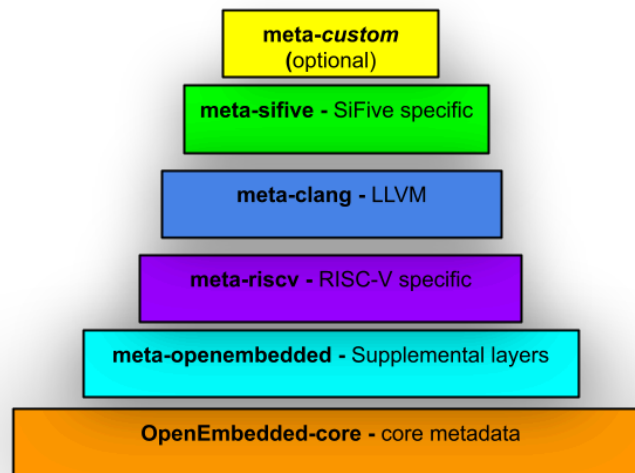 meta-custom
(optional)
meta-sifive - SiFive specific
meta-clang - LLVM
meta-riscv - RISC-V specific
meta-openembedded - Supplemental layers
OpenEmbedded-core - core metadata